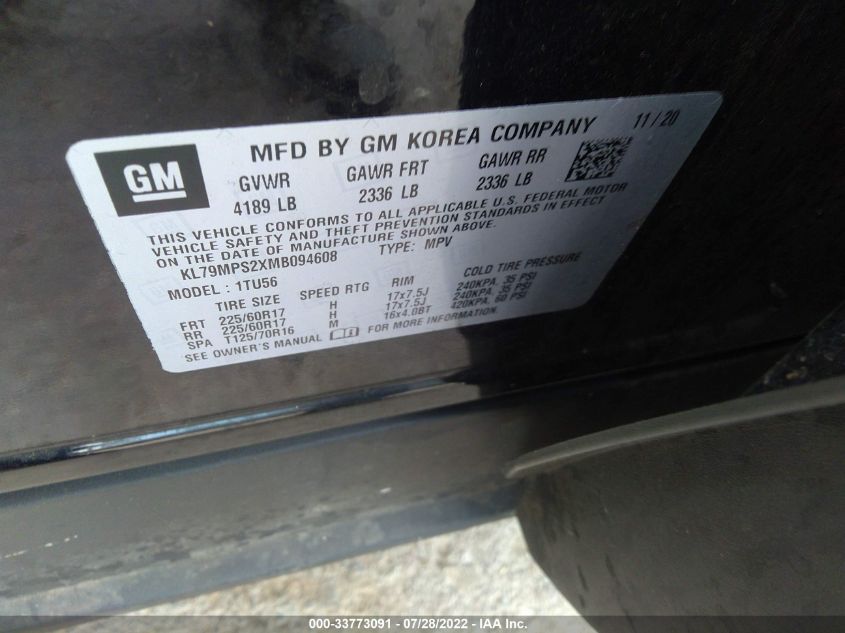 GM
MFD BY GM KOREA COMPANY 11 / 20
GVWR GAWR FRT GAWR RR
4189 LB 2336 LB 2336 LB
THIS VEHICLE CONFORMS TO ALL APPLICABLE U.S. FEDERAL MOTOR
VEHICLE SAFETY AND THEFT PREVENTION STANDARDS IN EFFECT
ON THE DATE OF MANUFACTURE SHOWN ABOVE.
KL79MPS2XMB094608 TYPE: MPV
MODEL : 1TU56
TIRE SIZE SPEED RTG RIM COLD TIRE PRESSURE
FRT 225/60R17 H 17x7.5J 240KPA, 35 PSI
RR 225/60R17 H 17x7.5J 240KPA, 35 PSI
SPA T125/70R16 M 16x4.0BT 420KPA, 60 PSI
SEE OWNER'S MANUAL FOR MORE INFORMATION.
000-33773091 - 07/28/2022 - IAA Inc.